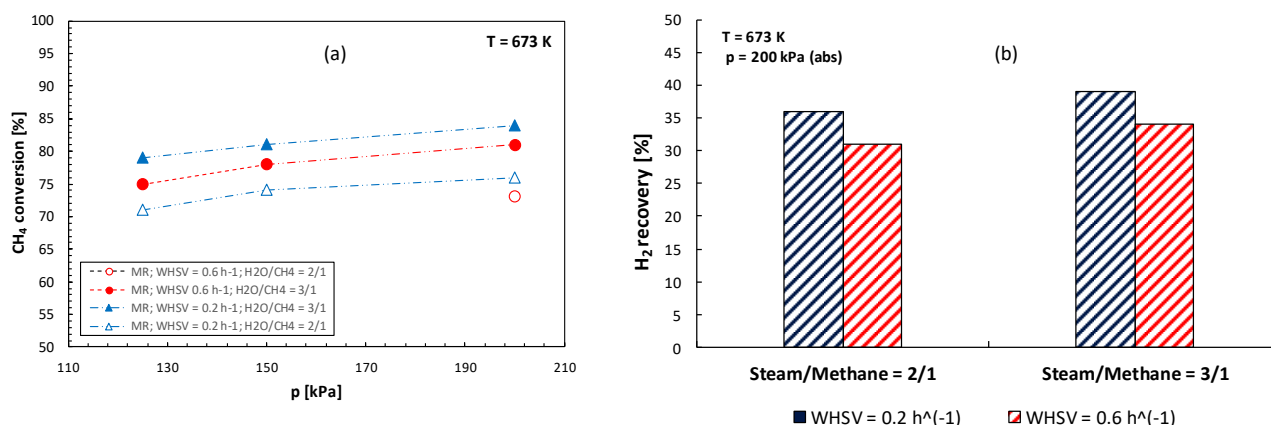 100
95
90
85
80
75
70
65
60
55
50
CH4 conversion [%]
(a)
T = 673 K
MR; WHSV = 0.6 h-1; H2O/CH4 = 2/1
MR; WHSV 0.6 h-1; H2O/CH4 = 3/1
MR; WHSV = 0.2 h-1; H2O/CH4 = 3/1
MR; WHSV = 0.2 h-1; H2O/CH4 = 2/1
110 130 150 170 190 210
p [kPa]
50
45
40
35
30
25
20
15
10
5
0
H2 recovery [%]
T = 673 K
p = 200 kPa (abs)
(b)
Steam/Methane = 2/1 Steam/Methane = 3/1
WHSV = 0.2 h^(-1) WHSV = 0.6 h^(-1)